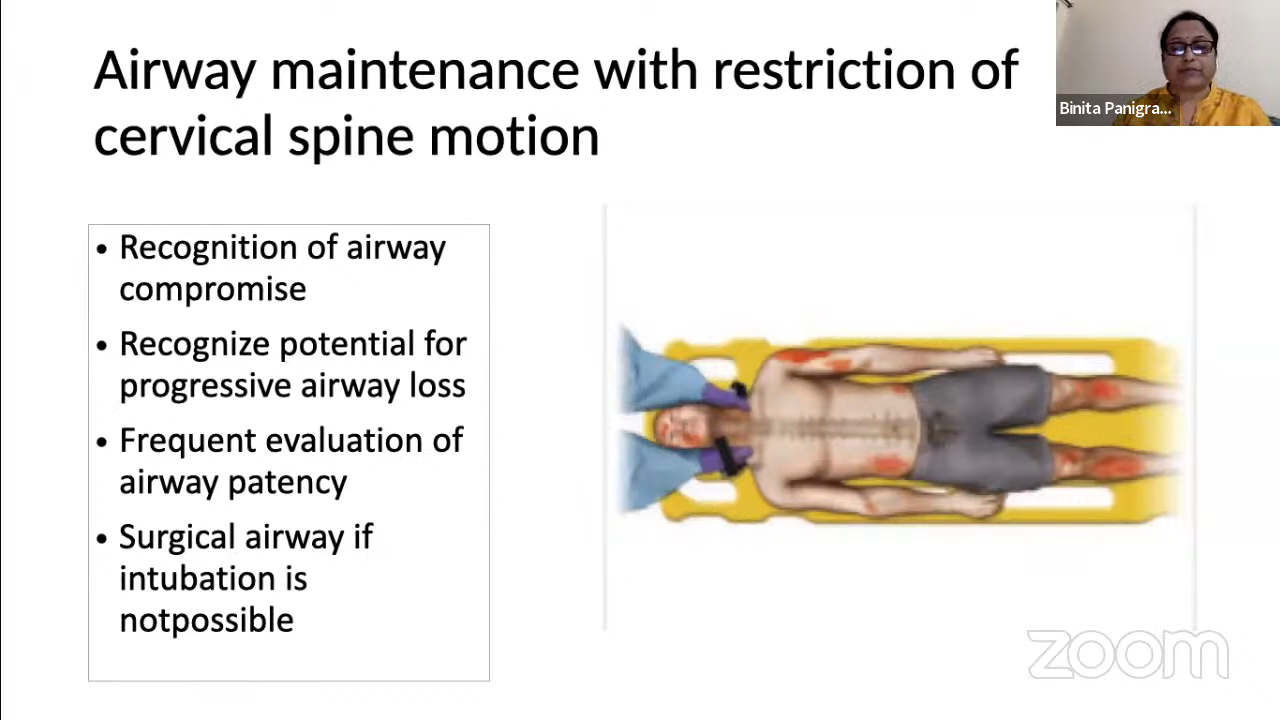 Airway maintenance with restriction of
cervical spine motion
Binita Panigra...
• Recognition of airway
compromise
• Recognize potential for
progressive airway loss
• Frequent evaluation of
airway patency
• Surgical airway if
intubation is
notpossible
zoom